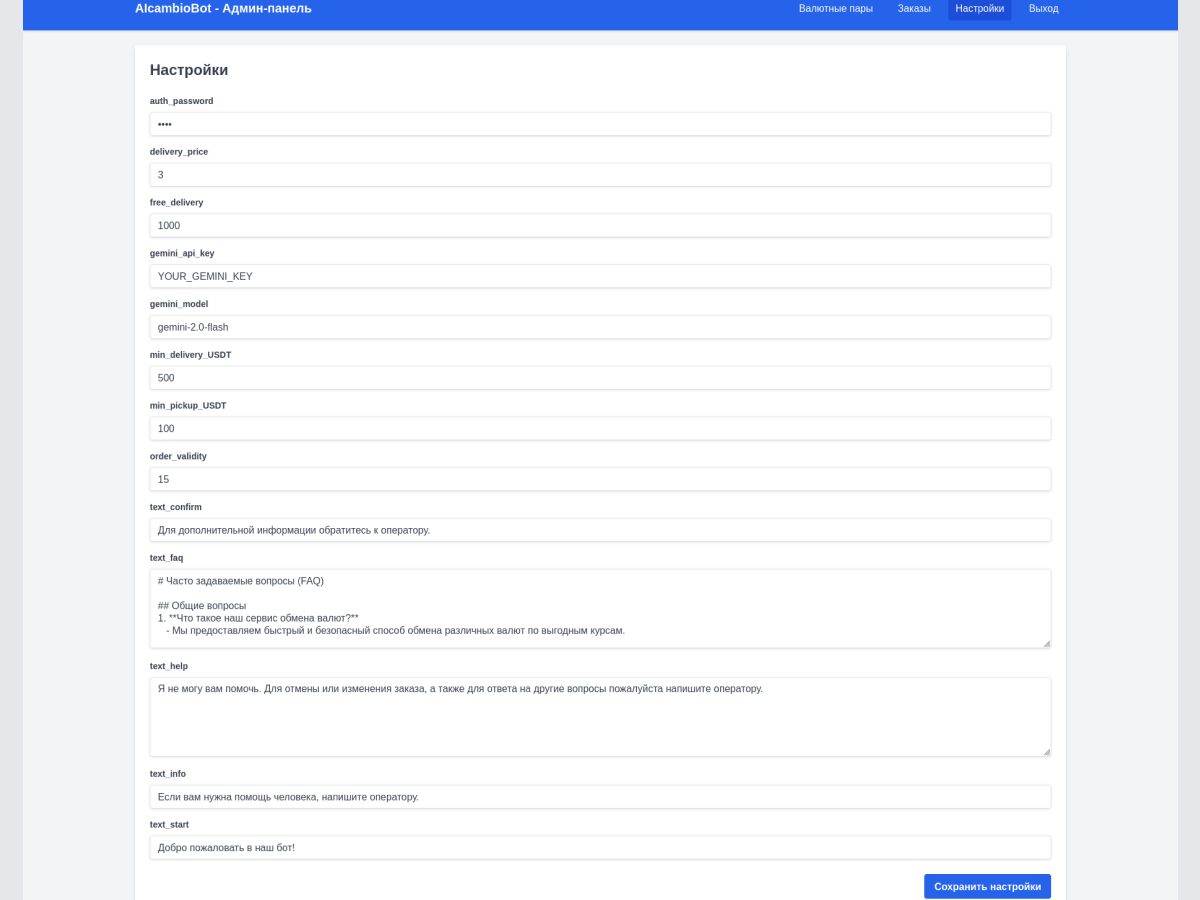 AIcambioBot - Админ-панель
Валютные пары Заказы Настройки Выход
Настройки
auth_password
••••
delivery_price
3
free_delivery
1000
gemini_api_key
YOUR_GEMINI_KEY
gemini_model
gemini-2.0-flash
min_delivery_USDT
500
min_pickup_USDT
100
order_validity
15
text_confirm
Для дополнительной информации обратитесь к оператору.
text_faq
# Часто задаваемые вопросы (FAQ)
## Общие вопросы
1. **Что такое наш сервис обмена валют?**
- Мы предоставляем быстрый и безопасный способ обмена различных валют по выгодным курсам.
text_help
Я не могу вам помочь. Для отмены или изменения заказа, а также для ответа на другие вопросы пожалуйста напишите оператору.
text_info
Если вам нужна помощь человека, напишите оператору.
text_start
Добро пожаловать в наш бот!
Сохранить настройки